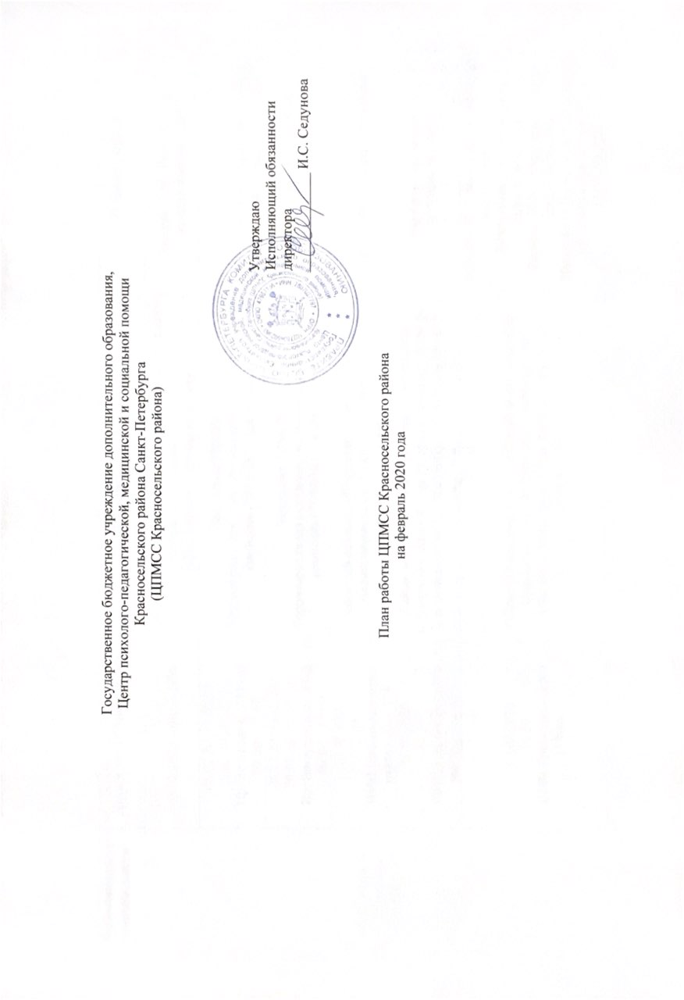 Государственное бюджетное учреждение дополнительного образования,
Центр психолого-педагогической, медицинской и социальной помощи
Красносельского района Санкт-Петербурга
(ЦПМСС Красносельского района)
Утверждаю
Исполняющий обязанности
директора
И.С. Седунова
План работы ЦПМСС Красносельского района
на февраль 2020 года